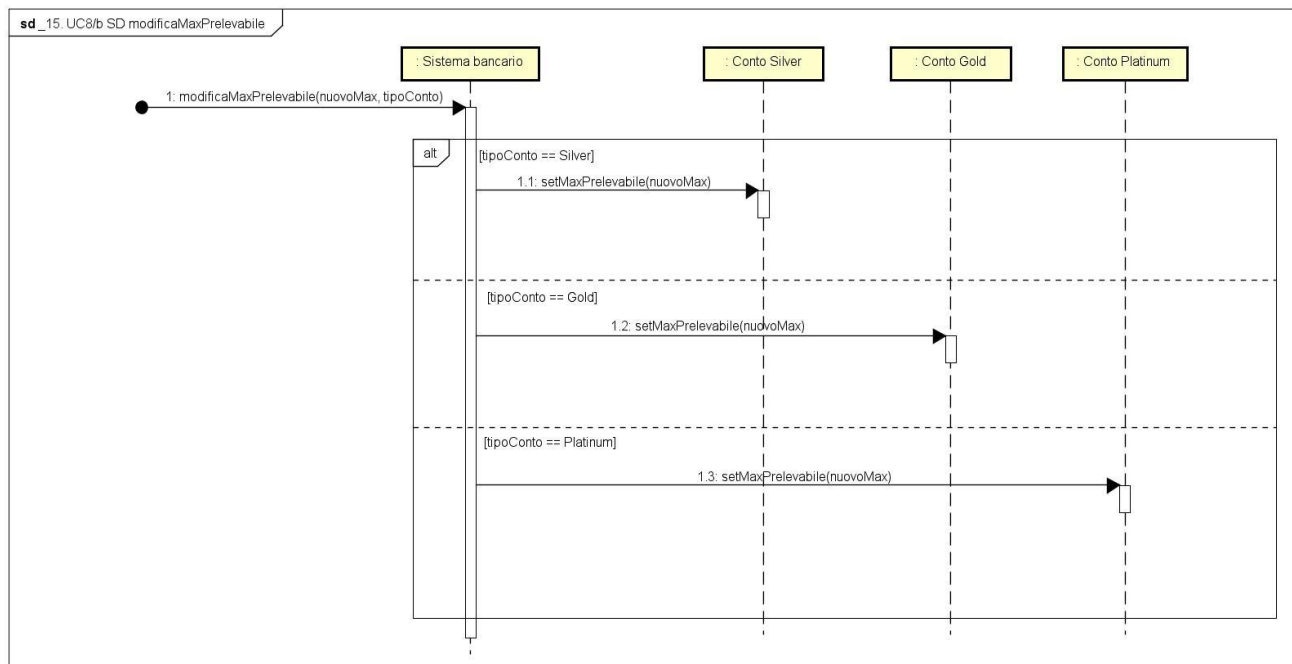 sd _15. UC8/b SD modificaMaxPrelevabile
: Sistema bancario
: Conto Silver
: Conto Gold
: Conto Platinum
1: modificaMaxPrelevabile(nuovoMax, tipoConto)
alt
[tipoConto == Silver]
1.1: setMaxPrelevabile(nuovoMax)
[tipoConto == Gold]
1.2: setMaxPrelevabile(nuovoMax)
[tipoConto == Platinum]
1.3: setMaxPrelevabile(nuovoMax)